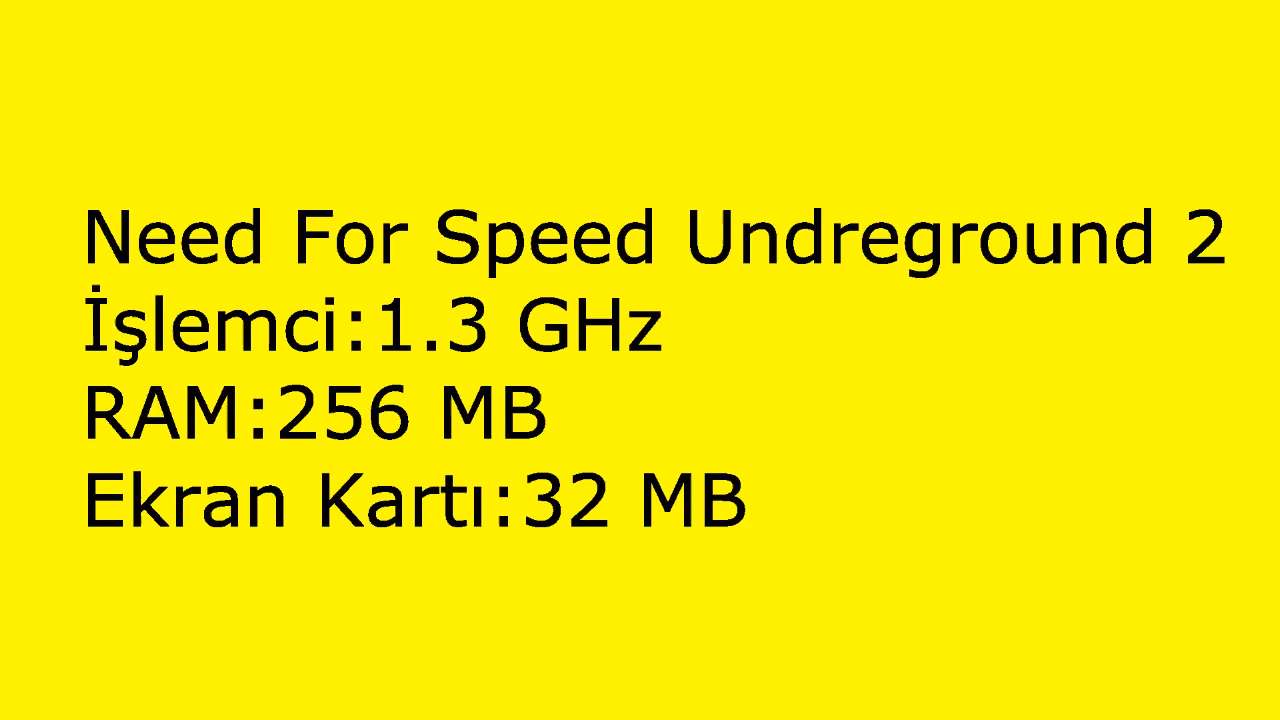 Need For Speed Undreground 2
İşlemci:1.3 GHz
RAM:256 MB
Ekran Kartı:32 MB